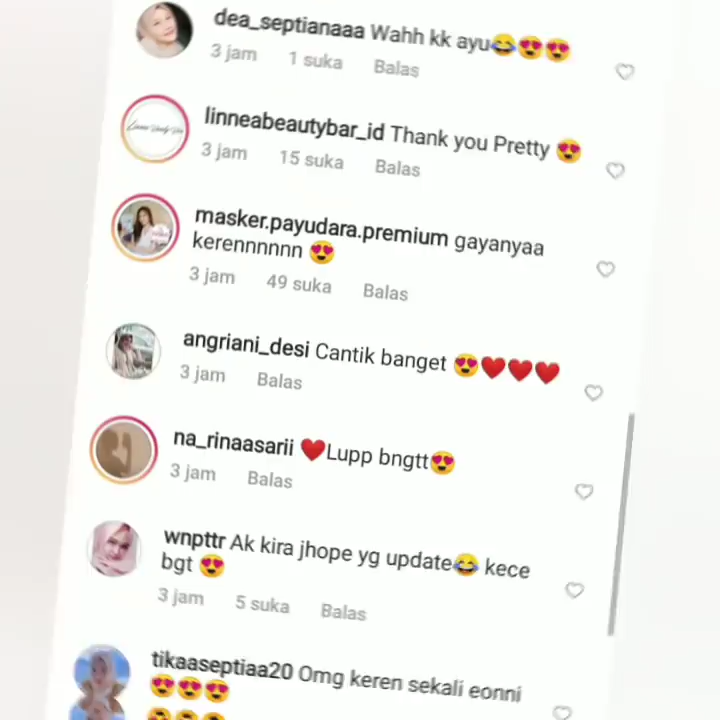 dea_septianaaa Wahh kk ayu😂😍😍
3 jam 1 suka Balas
linneabeautybar_id Thank you Pretty 😍
3 jam 15 suka Balas
masker.payudara.premium gayanyaa
kerennnnnn 😍
3 jam 49 suka Balas
angriani_desi Cantik banget 😍❤❤❤
3 jam Balas
na_rinaasarii ❤Lupp bngtt😍
3 jam Balas
wnpttr Ak kira jhope yg update😂 kece
bgt 😍
3 jam 5 suka Balas
tikaaseptiaa20 Omg keren sekali eonni
😍😍😍